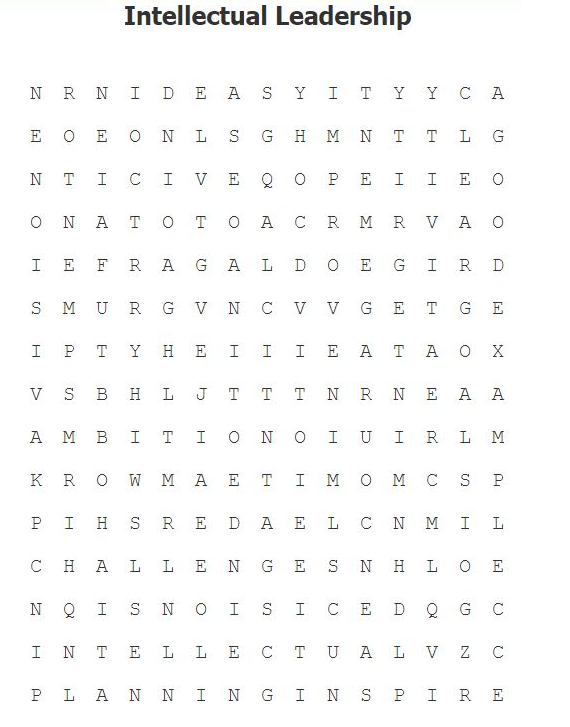 Intellectual Leadership
N R N I D E A S Y I T Y Y C A
E O E O N L S G H M N T T L G
N T I C I V E Q O P E I I E O
O N A T O T O A C R M R V A O
I E F R A G A L D O E G I R D
S M U R G V N C V V G E T G E
I P T Y H E I I I E A T A O X
V S B H L J T T T N R N E A A
A M B I T I O N O I U I R L M
K R O W M A E T I M O M C S P
P I H S R E D A E L C N M I L
C H A L L E N G E S N H L O E
N Q I S N O I S I C E D Q G C
I N T E L L E C T U A L V Z C
P L A N N I N G I N S P I R E